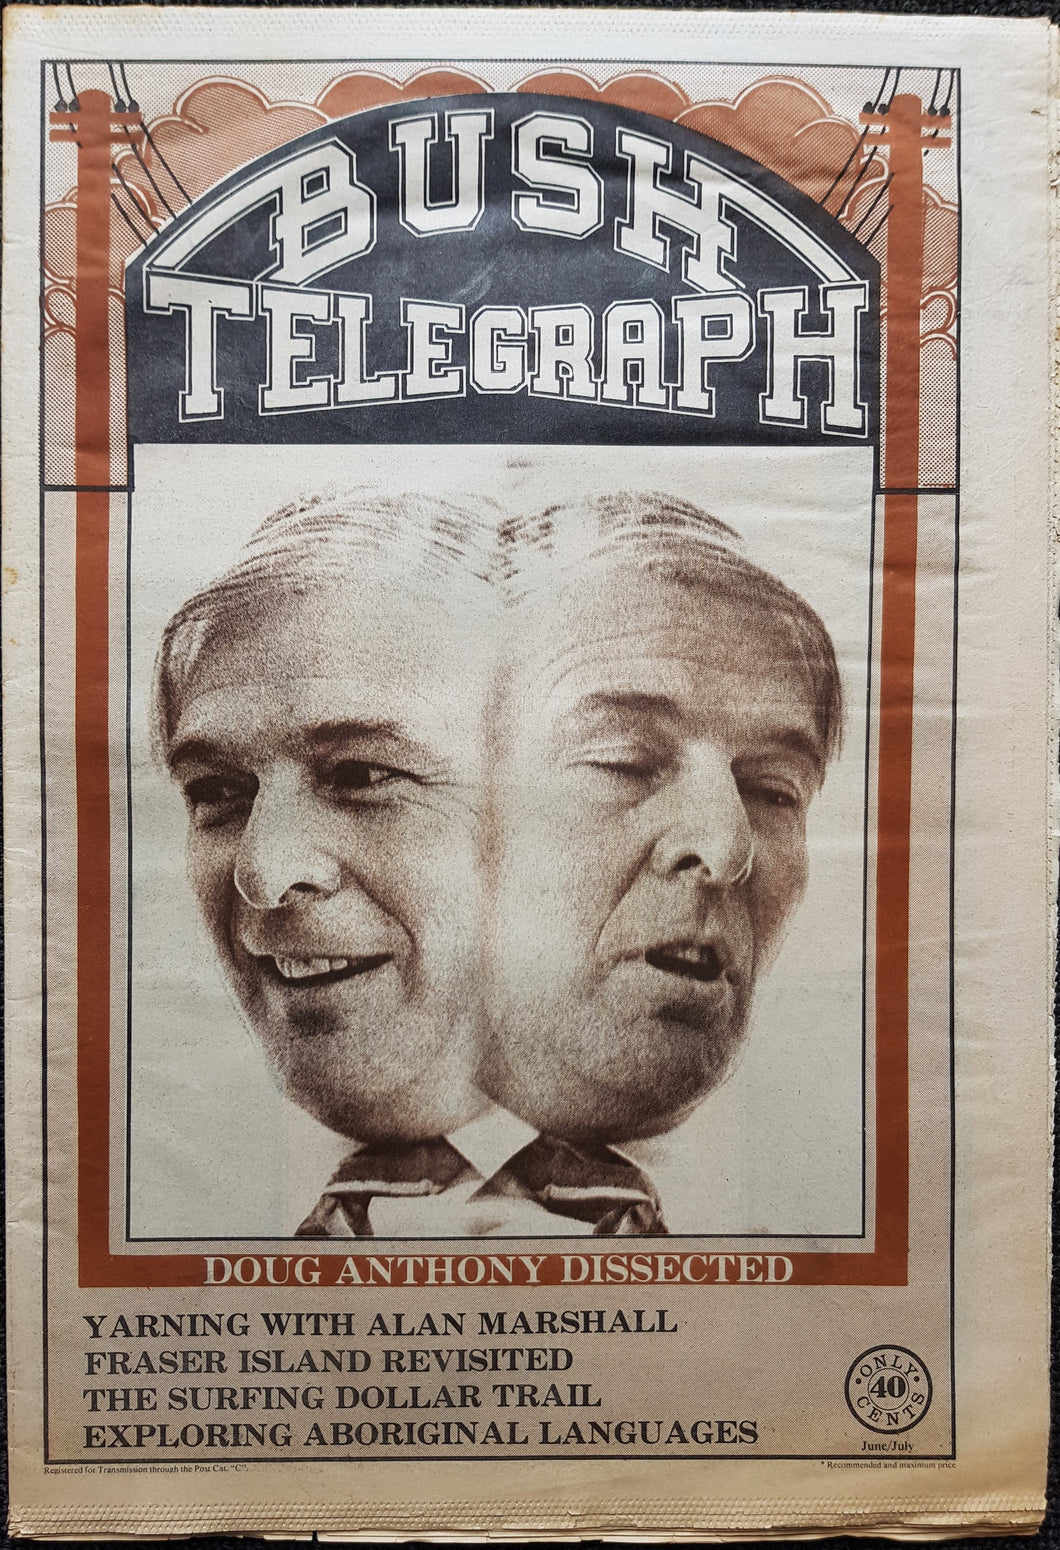 BUSH
TELEGRAPH
DOUG ANTHONY DISSECTED
YARNING WITH ALAN MARSHALL
FRASER ISLAND REVISITED
THE SURFING DOLLAR TRAIL
EXPLORING ABORIGINAL LANGUAGES
• ONLY •
40
CENTS
June/July
Registered for Transmission through the Post Cat. "C".
* Recommended and maximum price